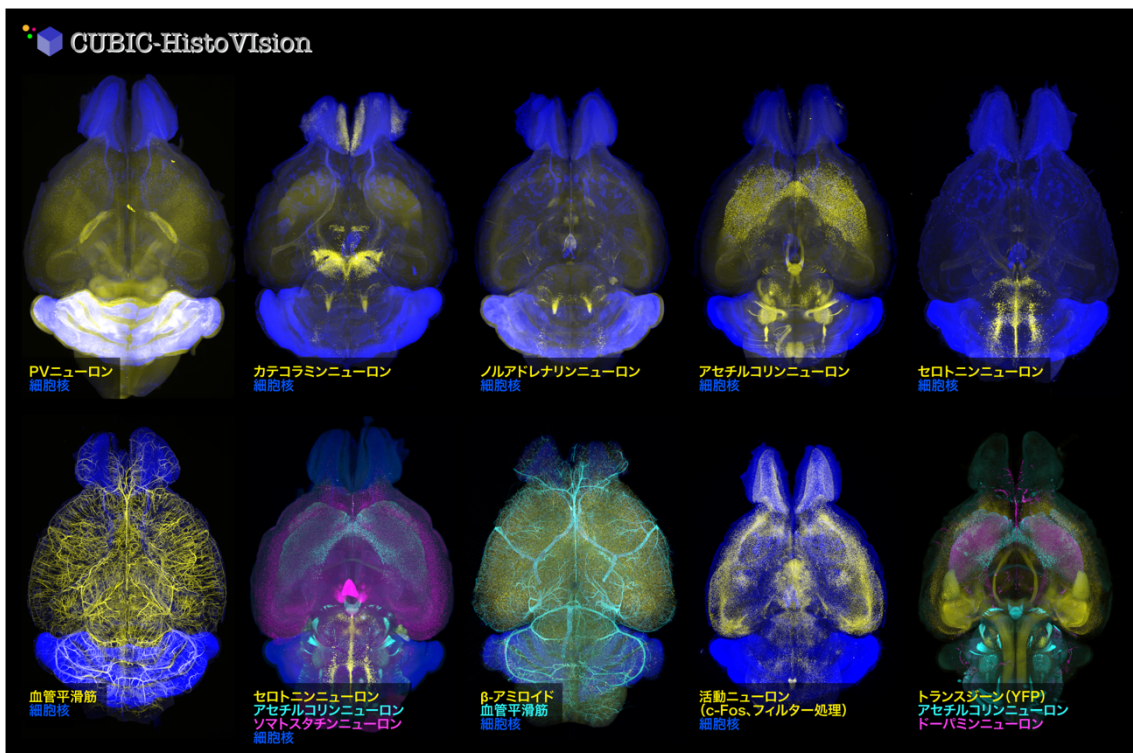 CUBIC-HistoVIsion
PVニューロン
細胞核
カテコラミンニューロン
細胞核
ノルアドレナリンニューロン
細胞核
アセチルコリンニューロン
細胞核
セロトニンニューロン
細胞核
血管平滑筋
細胞核
セロトニンニューロン
アセチルコリンニューロン
ソマトスタチンニューロン
細胞核
β-アミロイド
血管平滑筋
細胞核
活動ニューロン
（c-Fos、フィルター処理）
細胞核
トランスジーン(YFP)
アセチルコリンニューロン
ドーパミンニューロン